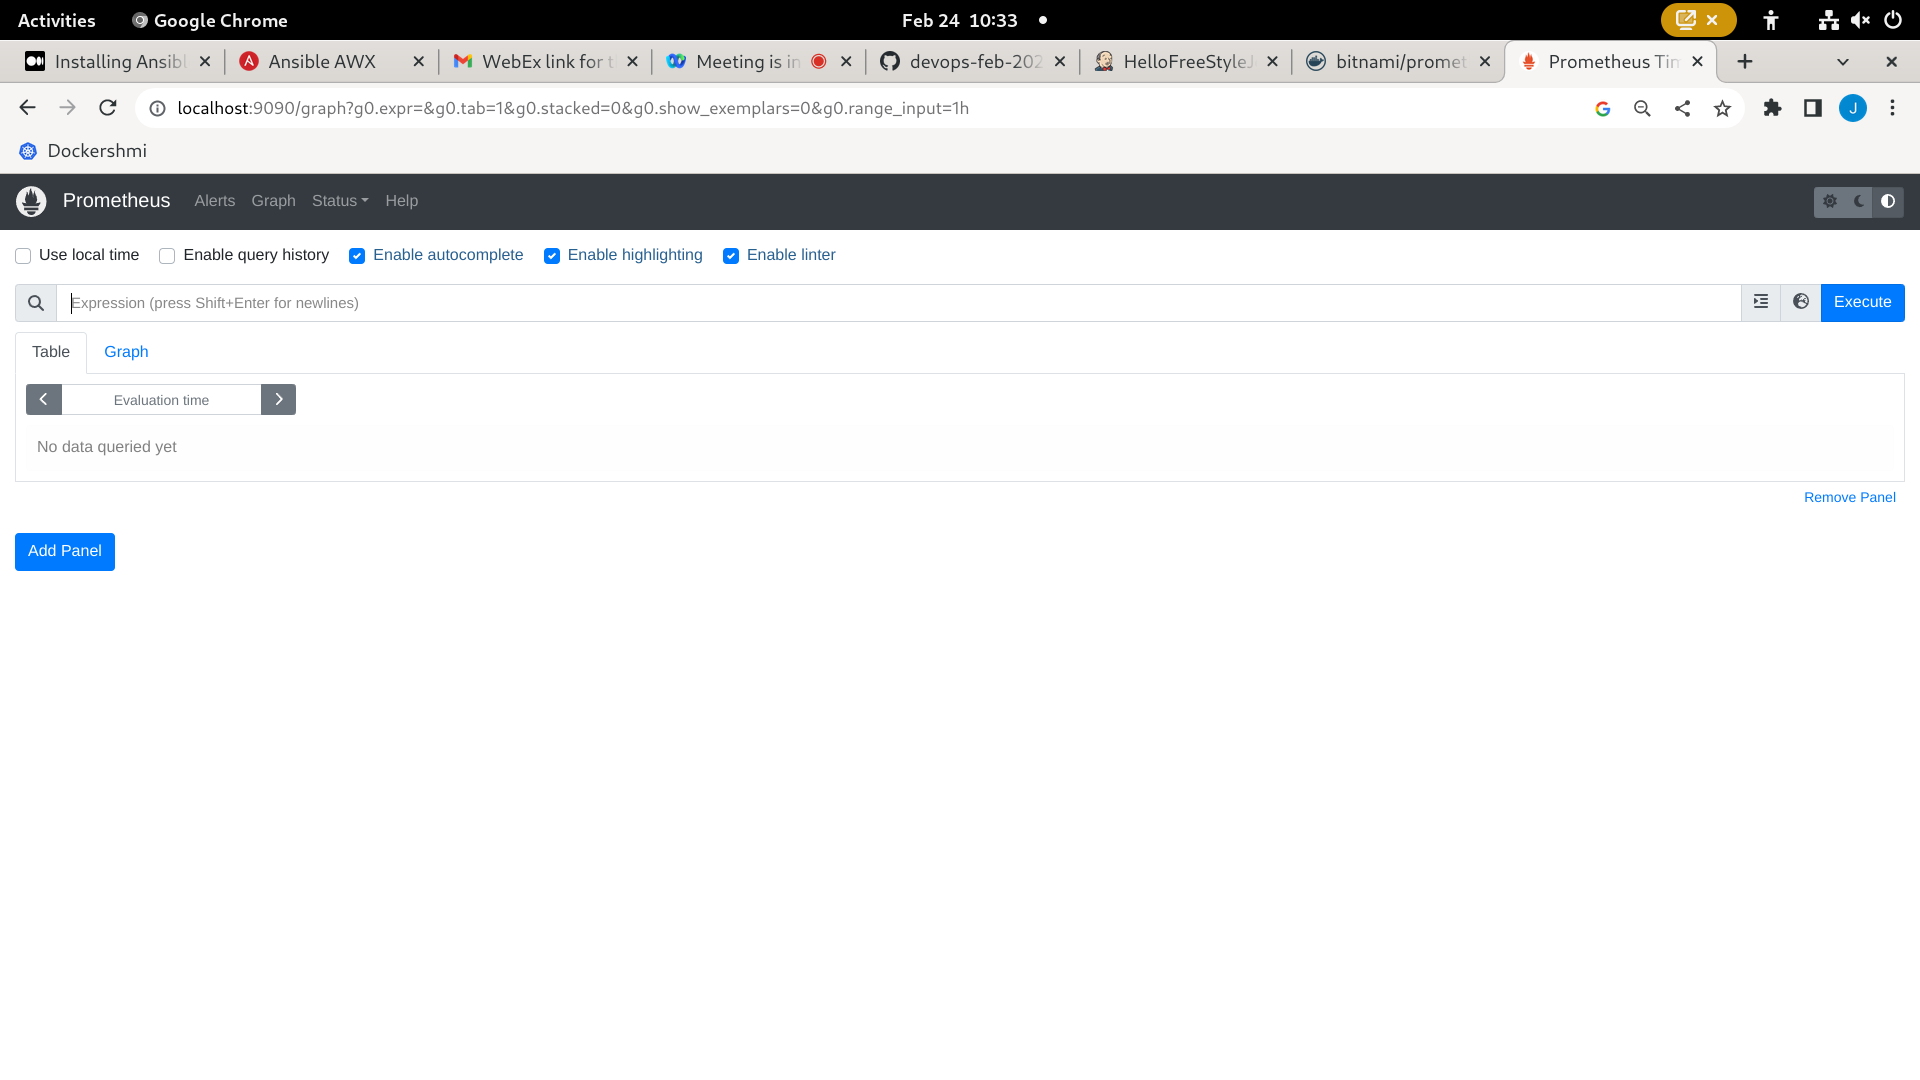 Activities Google Chrome Feb 24 10:33
Installing Ansibl Ansible AWX WebEx link for t Meeting is in devops-feb-202 HelloFreeStyleJ bitnami/promet Prometheus Tim
localhost:9090/graph?g0.expr=&g0.tab=1&g0.stacked=0&g0.show_exemplars=0&g0.range_input=1h J
Dockershmi
Prometheus Alerts Graph Status Help
Use local time Enable query history Enable autocomplete Enable highlighting Enable linter
Expression (press Shift+Enter for newlines) Execute
Table Graph
Evaluation time
No data queried yet
Remove Panel
Add Panel